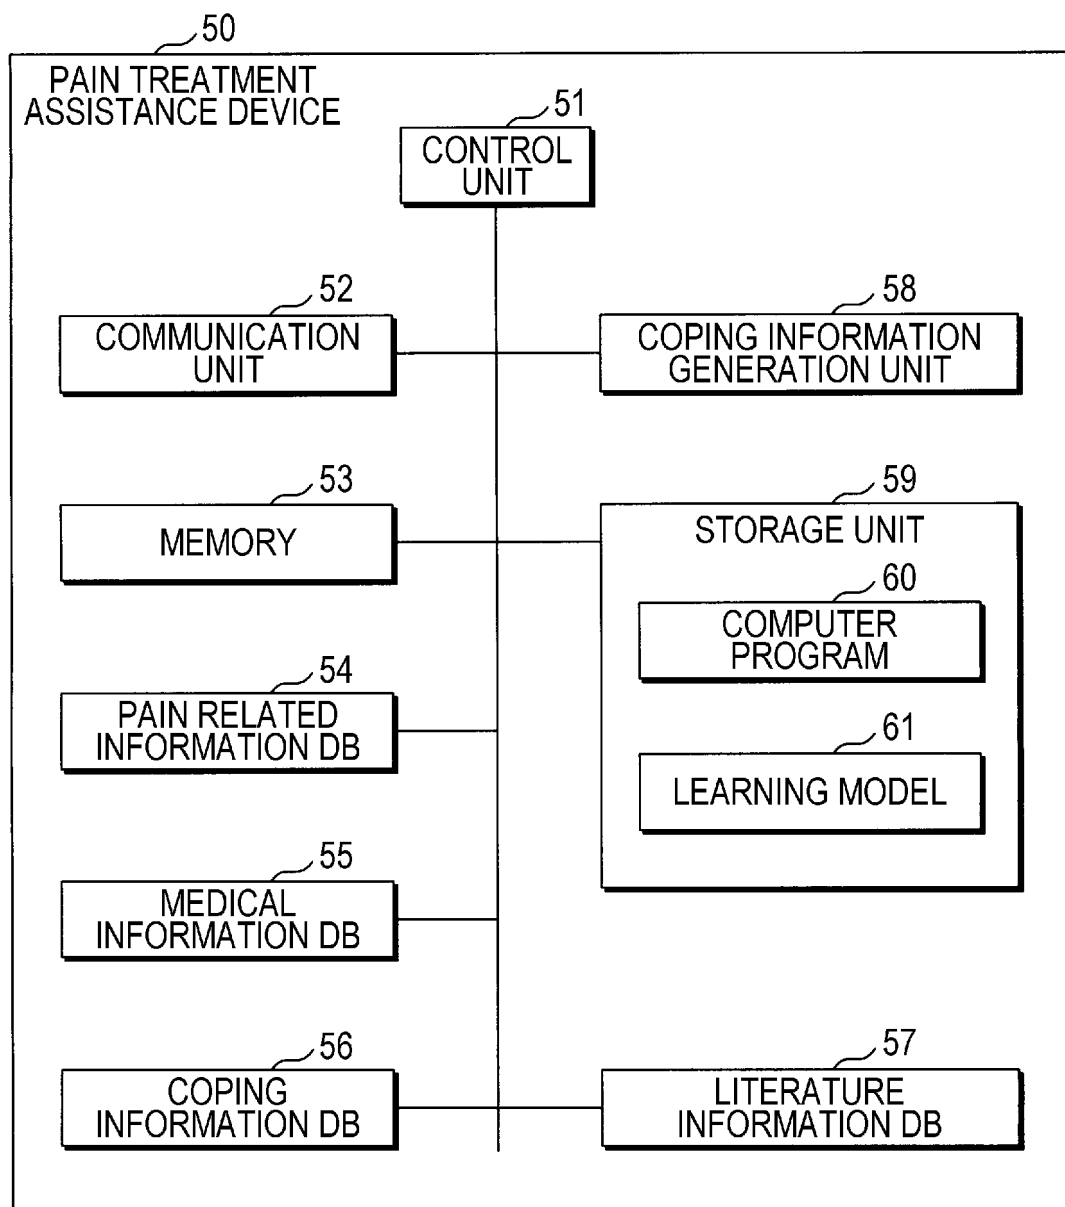 50
PAIN TREATMENT
ASSISTANCE DEVICE
51
CONTROL
UNIT
52
COMMUNICATION
UNIT
58
COPING INFORMATION
GENERATION UNIT
53
MEMORY
59
STORAGE UNIT
60
COMPUTER
PROGRAM
54
PAIN RELATED
INFORMATION DB
61
LEARNING MODEL
55
MEDICAL
INFORMATION DB
56
COPING
INFORMATION DB
57
LITERATURE
INFORMATION DB